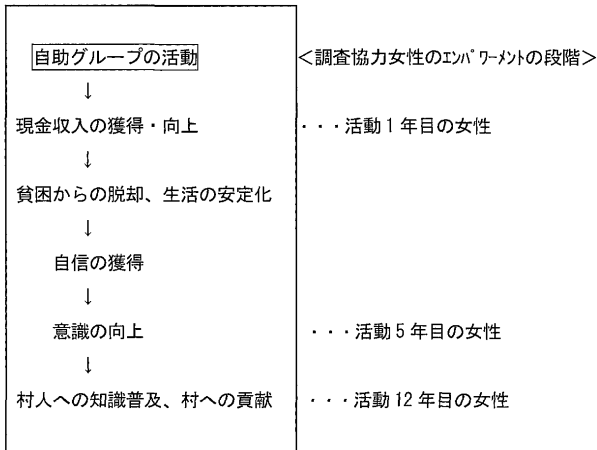 自助グループの活動 <調査協力女性のエンパワーメントの段階>
↓
現金収入の獲得・向上 ・・・活動1年目の女性
↓
貧困からの脱却、生活の安定化
↓
自信の獲得
↓
意識の向上 ・・・活動5年目の女性
↓
村人への知識普及、村への貢献 ・・・活動12年目の女性